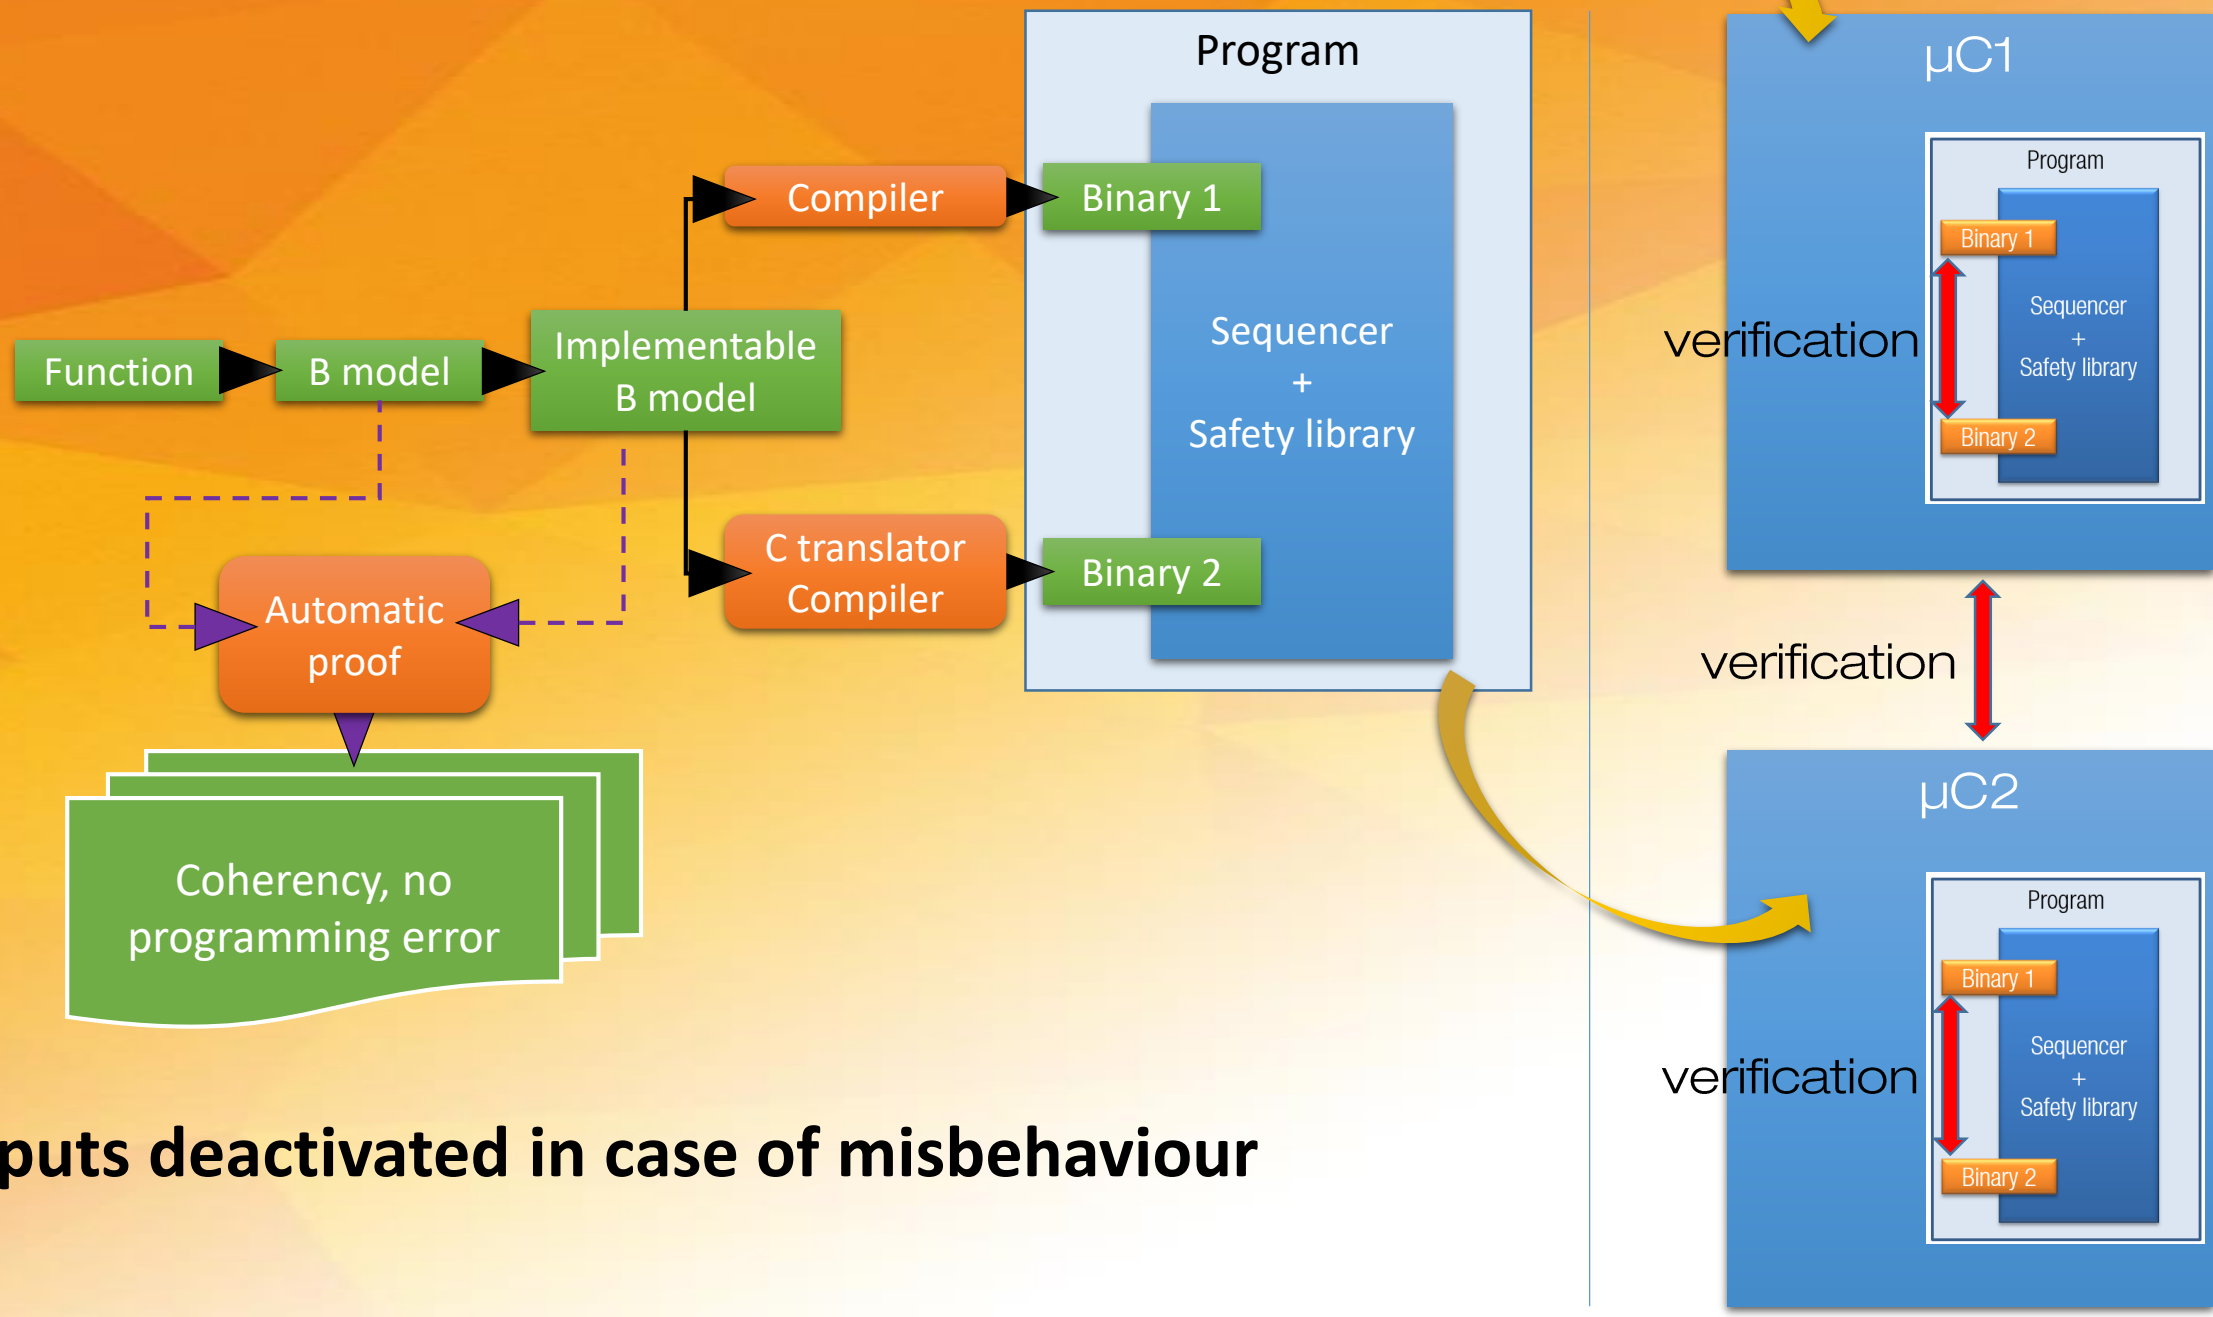 Program
Compiler
Binary 1
Function
B model
Implementable
B model
Sequencer
+
Safety library
C translator
Compiler
Binary 2
Automatic
proof
Coherency, no
programming error
puts deactivated in case of misbehaviour
µC1
Program
Binary 1
verification
Sequencer
+
Safety library
Binary 2
verification
µC2
Program
Binary 1
verification
Sequencer
+
Safety library
Binary 2